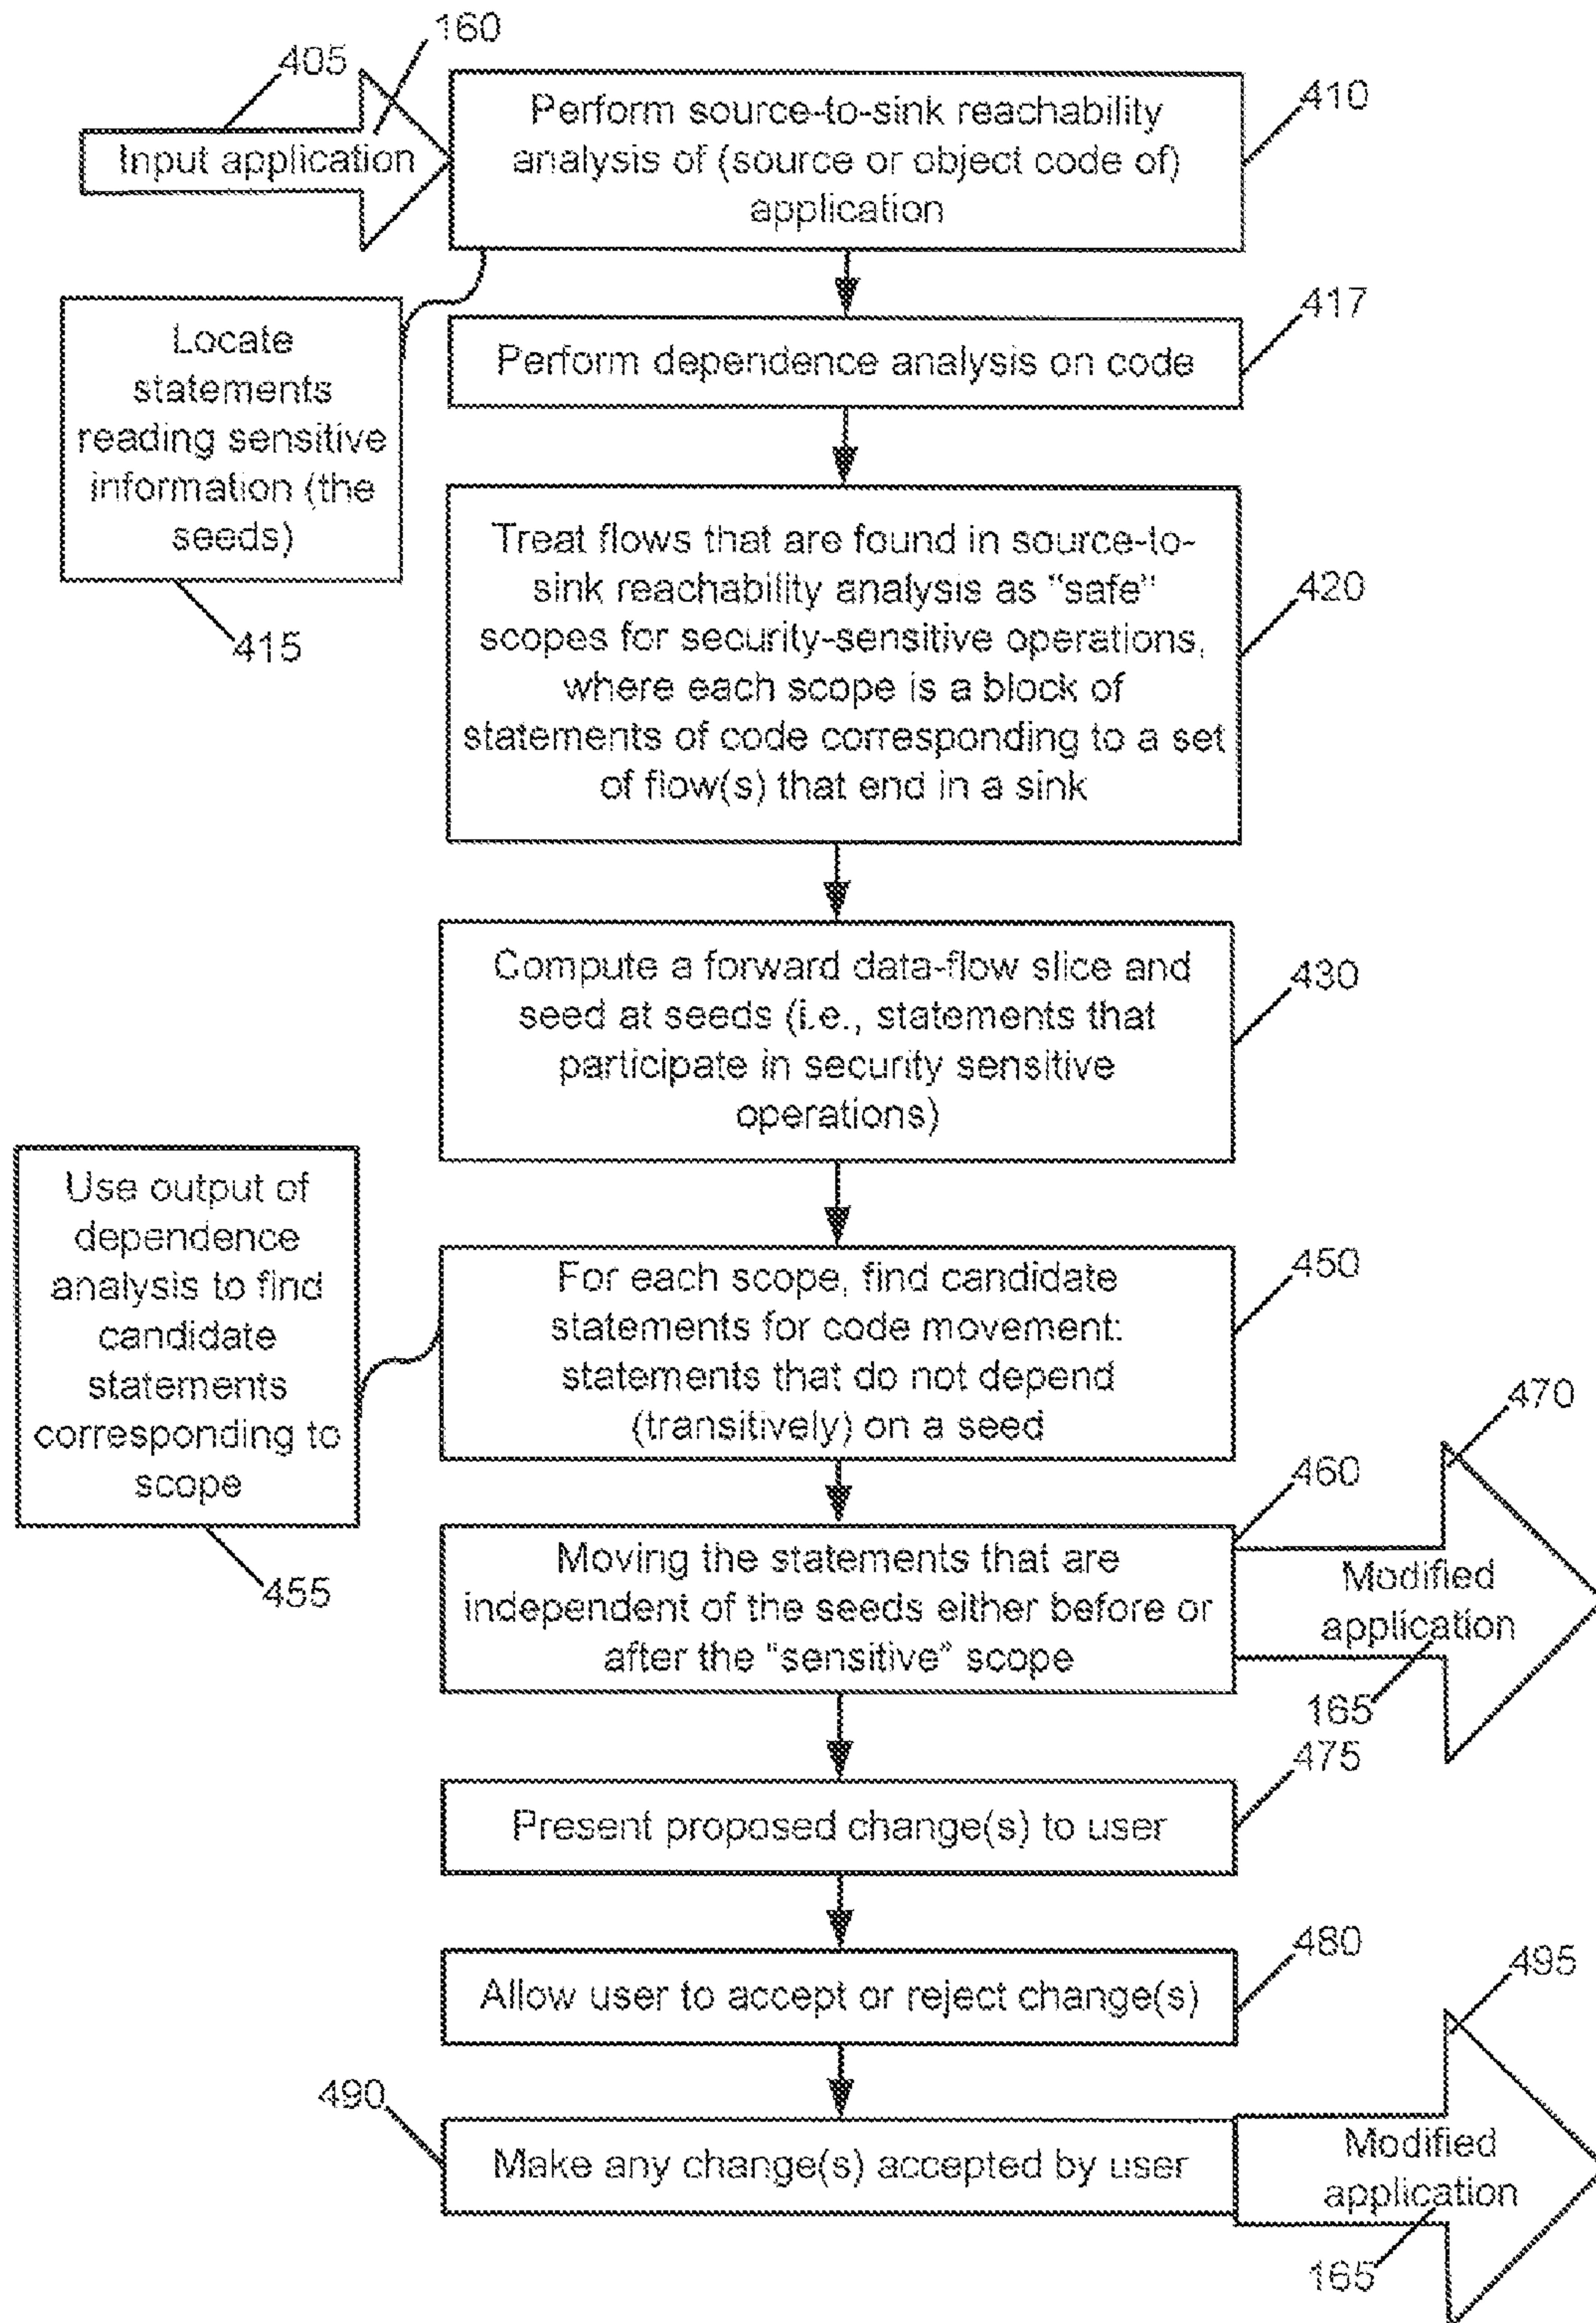 160
405
Input application
Perform source-to-sink reachability
analysis of (source or object code of)
application
410
417
Locate
statements
reading sensitive
information (the
seeds)
415
Perform dependence analysis on code
Treat flows that are found in source-to-
sink reachability analysis as "safe"
scopes for security-sensitive operations,
where each scope is a block of
statements of code corresponding to a set
of flow(s) that end in a sink
420
Compute a forward data-flow slice and
seed at seeds (i.e., statements that
participate in security sensitive
operations)
430
Use output of
dependence
analysis to find
candidate
statements
corresponding to
scope
455
For each scope, find candidate
statements for code movement:
statements that do not depend
(transitively) on a seed
450
460
470
Moving the statements that are
independent of the seeds either before or
after the "sensitive" scope
Modified
application
165
475
Present proposed change(s) to user
480
Allow user to accept or reject change(s)
495
490
Make any change(s) accepted by user
Modified
application
165